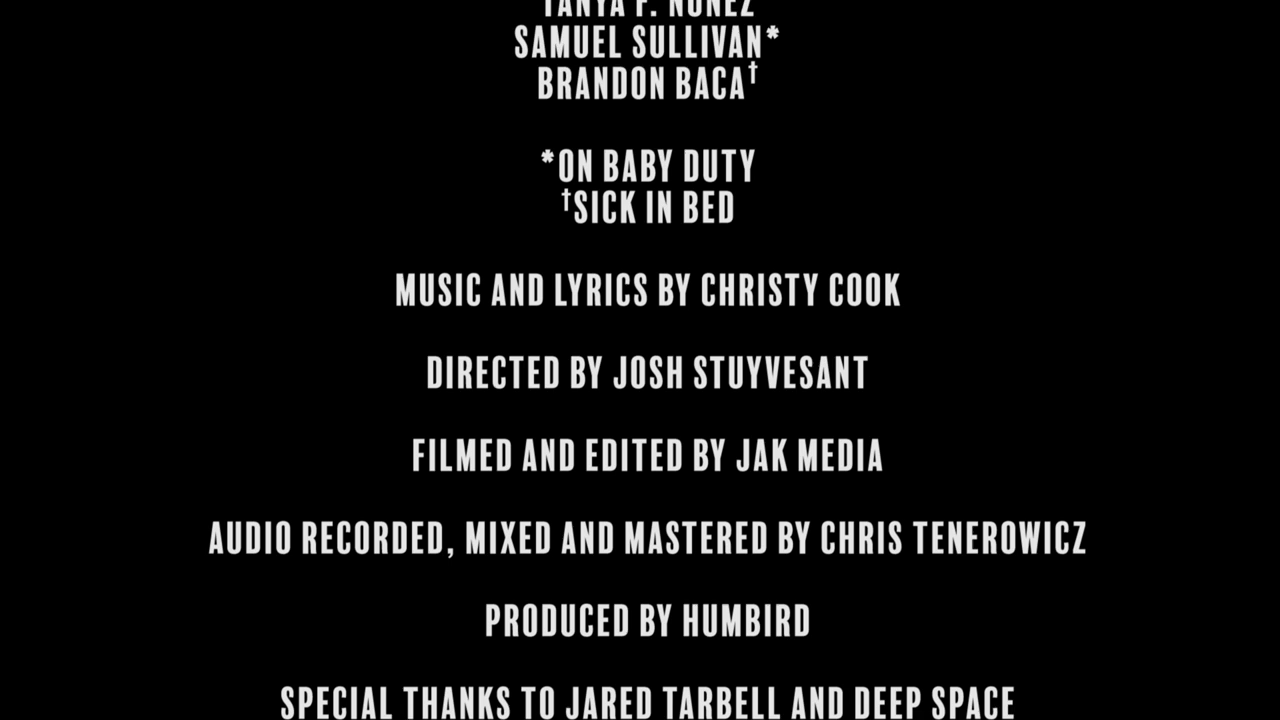 TANYA F. NUNEZ
SAMUEL SULLIVAN*
BRANDON BACA†
*ON BABY DUTY
†SICK IN BED
MUSIC AND LYRICS BY CHRISTY COOK
DIRECTED BY JOSH STUYVESANT
FILMED AND EDITED BY JAK MEDIA
AUDIO RECORDED, MIXED AND MASTERED BY CHRIS TENEROWICZ
PRODUCED BY HUMBIRD
SPECIAL THANKS TO JARED TARBELL AND DEEP SPACE